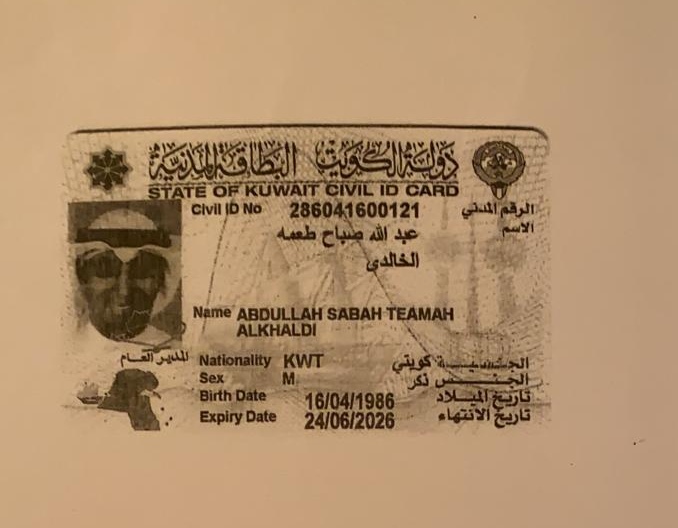 دولة الكويت البطاقة المدنية
STATE OF KUWAIT CIVIL ID CARD
Civil ID No 286041600121 الرقم المدني
عبد الله صباح طعمه الاسم
الخالدي
Name ABDULLAH SABAH TEAMAH
ALKHALDI
المدير العام
Nationality KWT الجنسية كويتي
Sex M الجنس ذكر
Birth Date 16/04/1986 تاريخ الميلاد
Expiry Date 24/06/2026 تاريخ الانتهاء